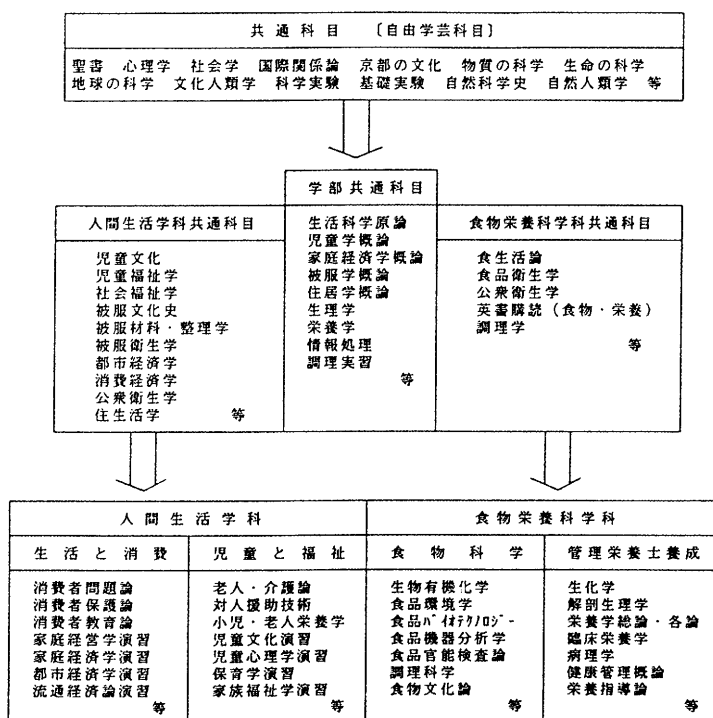 共通科目 〔自由学芸科目〕
聖書 心理学 社会学 国際関係論 京都の文化 物質の科学 生命の科学
地球の科学 文化人類学 科学実験 基礎実験 自然科学史 自然人類学 等
学部共通科目
生活科学原論
児童学概論
家庭経済学概論
被服学概論
住居学概論
生理学
栄養学
情報処理
調理実習
等
人間生活学科共通科目
児童文化
児童福祉学
社会福祉学
被服文化史
被服材料・整理学
被服衛生学
都市経済学
消費経済学
公衆衛生学
住生活学 等
食物栄養科学科共通科目
食生活論
食品衛生学
公衆衛生学
英書購読(食物・栄養)
調理学
等
人間生活学科
生活と消費
消費者問題論
消費者保護論
消費者教育論
家庭経営学演習
家庭経済学演習
都市経済学演習
流通経済論演習
等
児童と福祉
老人・介護論
対人援助技術
小児・老人栄養学
児童文化演習
児童心理学演習
保育学演習
家族福祉学演習
等
食物栄養科学科
食物科学
生物有機化学
食品環境学
食品バイオテクノロジー
食品機器分析学
食品官能検査論
調理科学
食物文化論
等
管理栄養士養成
生化学
解剖生理学
栄養学総論・各論
臨床栄養学
病理学
健康管理概論
栄養指導論
等